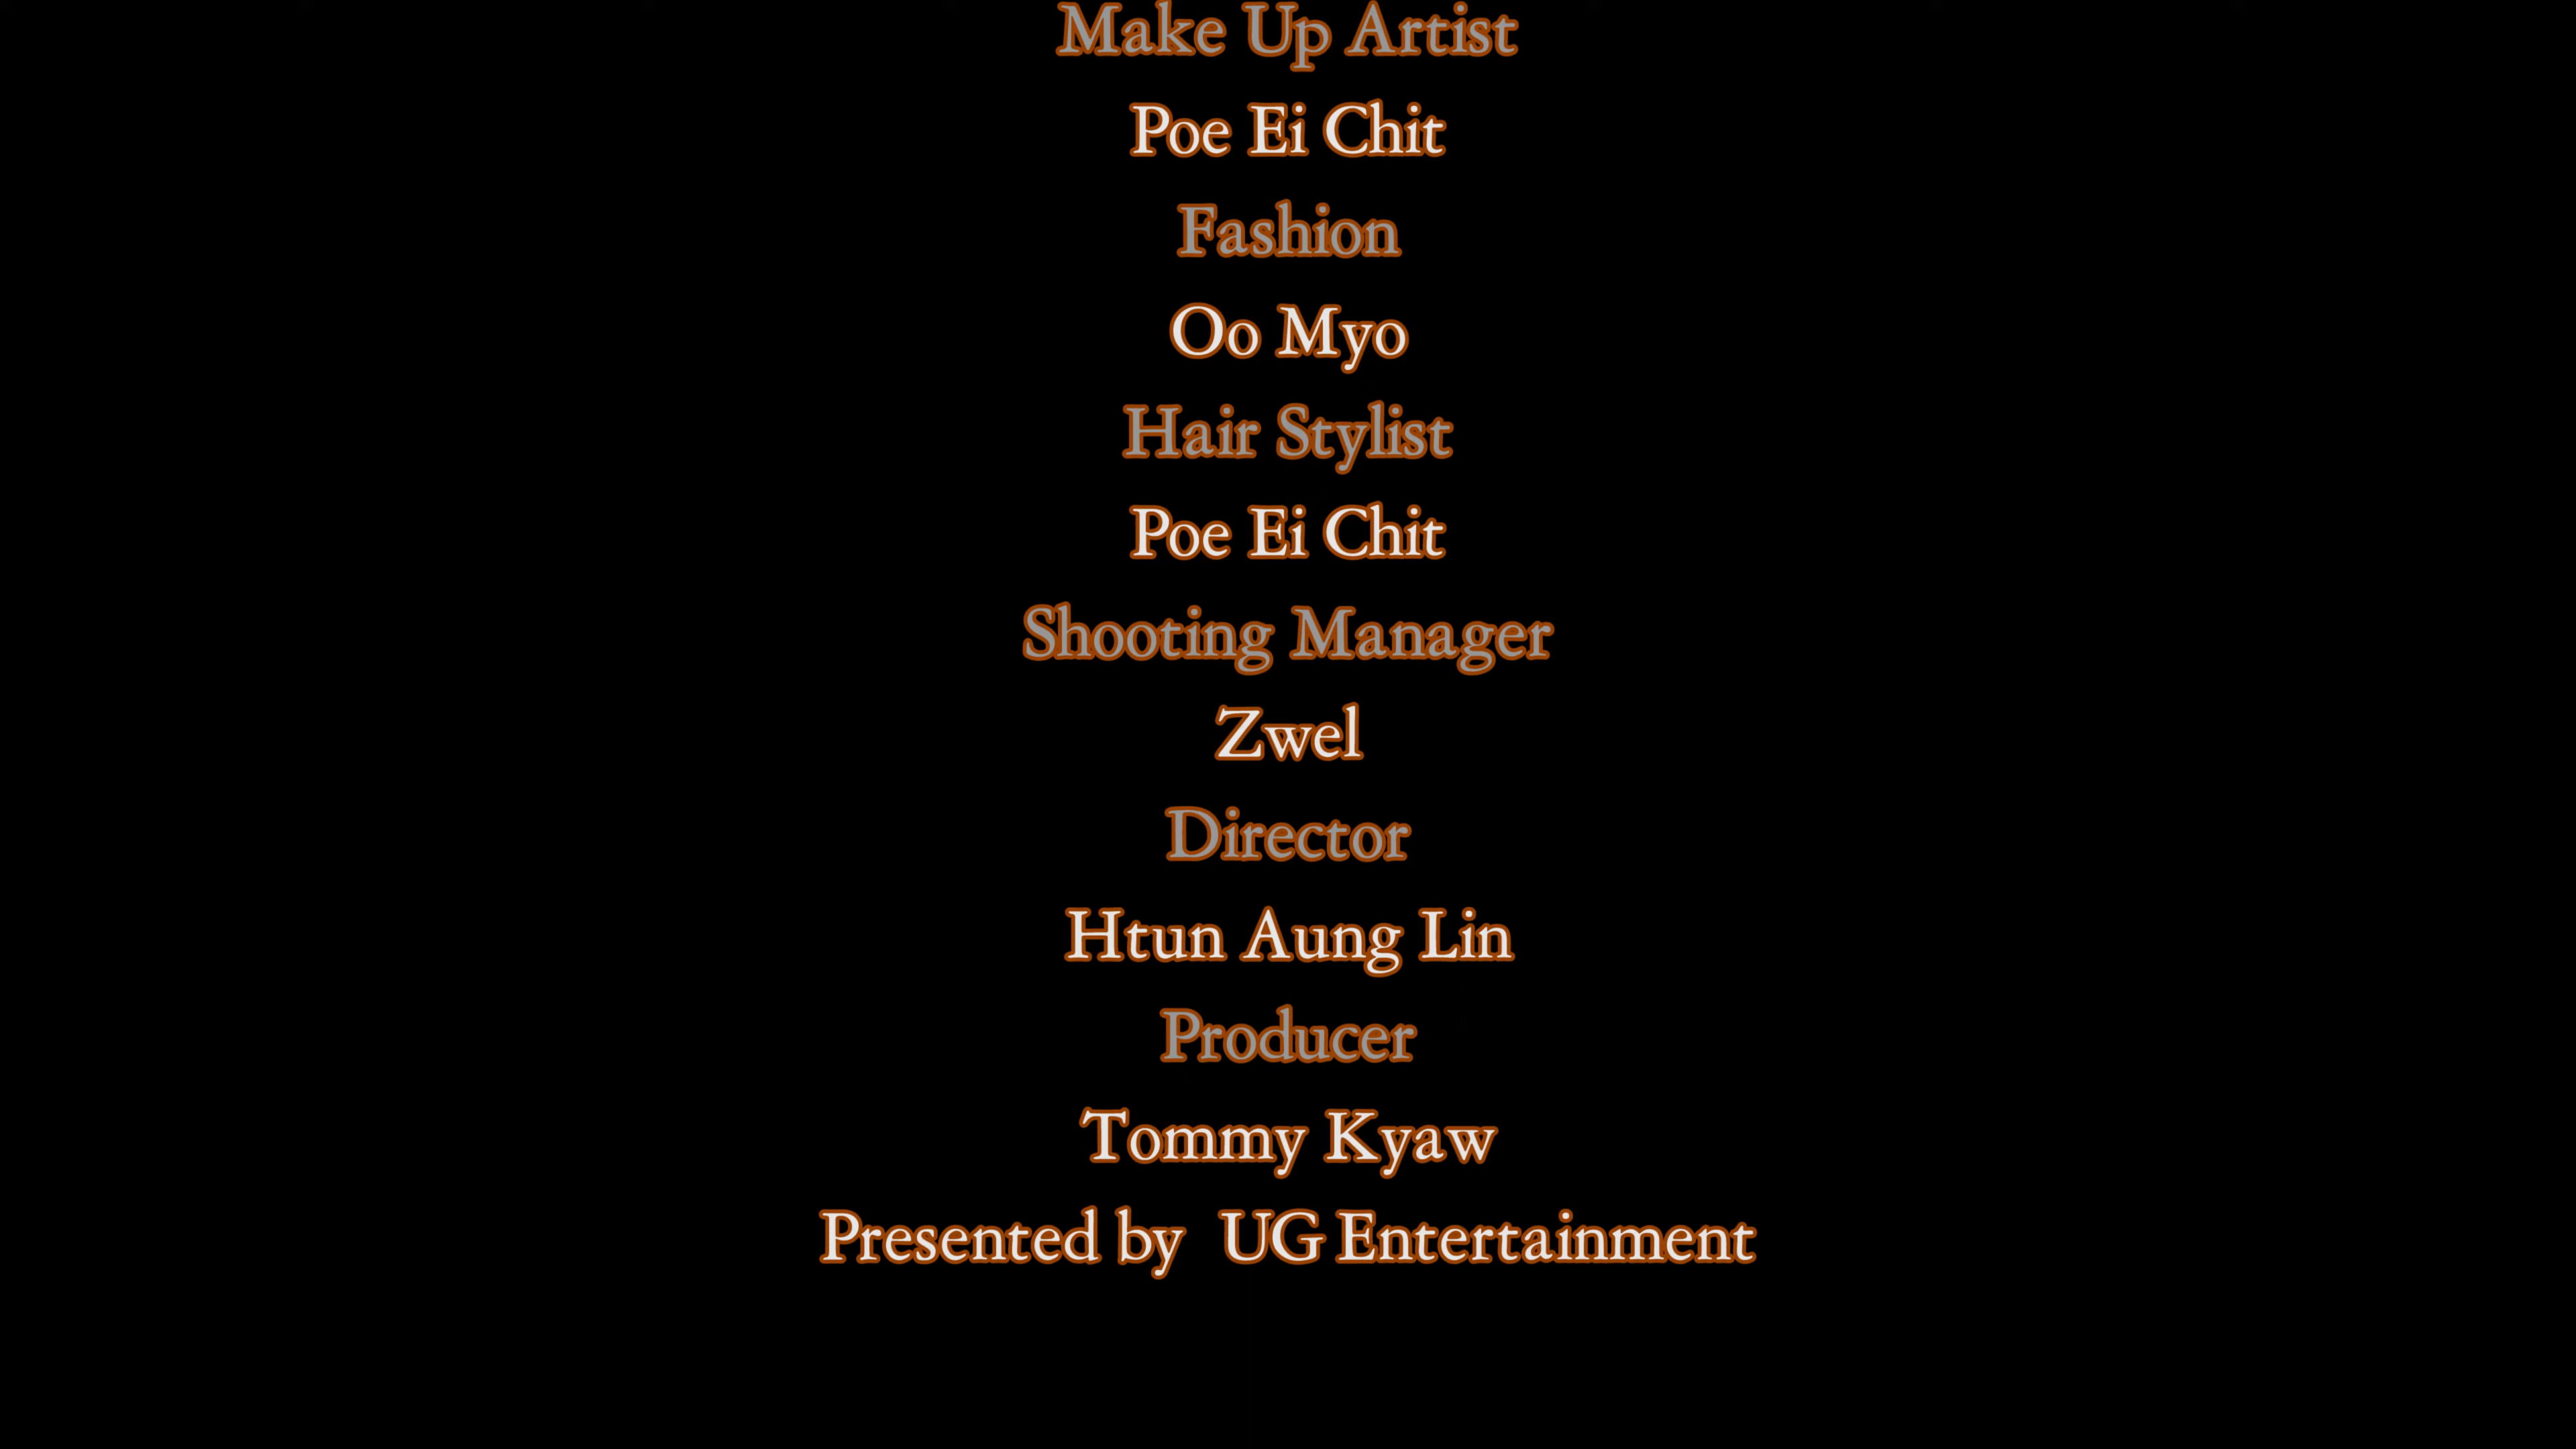 Make Up Artist
Poe Ei Chit
Fashion
Oo Myo
Hair Stylist
Poe Ei Chit
Shooting Manager
Zwel
Director
Htun Aung Lin
Producer
Tommy Kyaw
Presented by  UG Entertainment